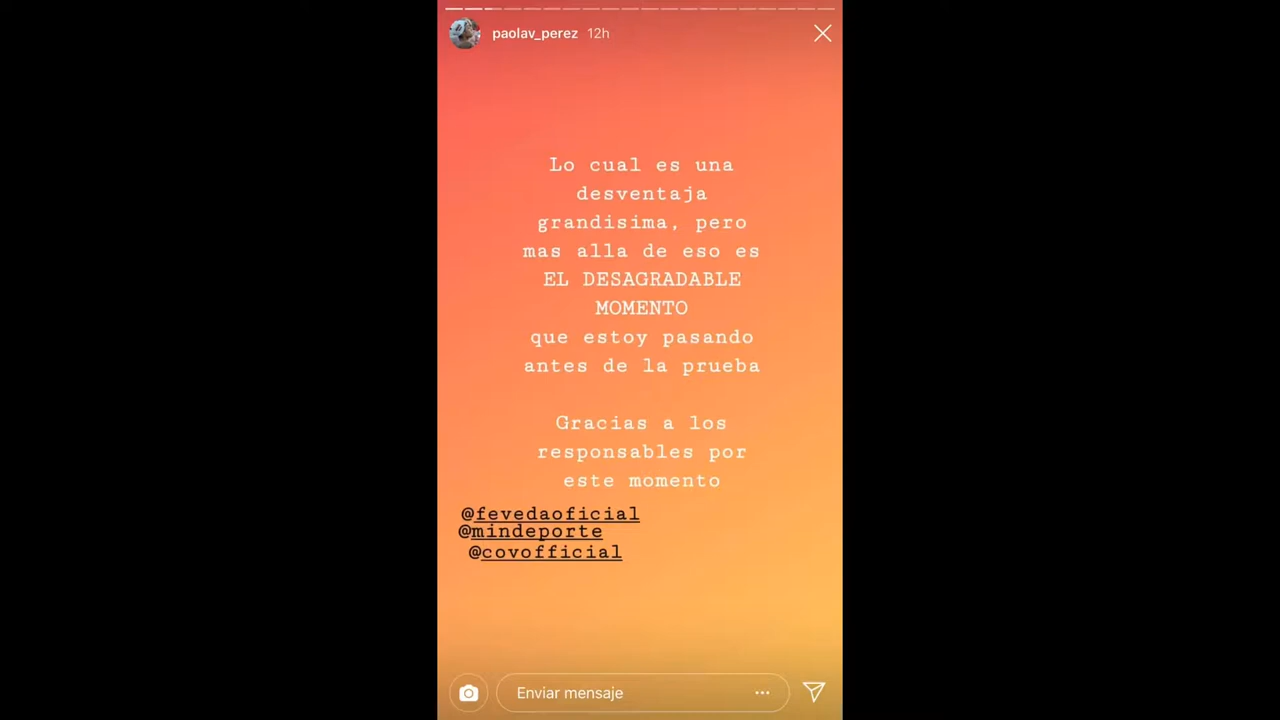 paolav_perez 12h
Lo cual es una
desventaja
grandisima, pero
mas alla de eso es
EL DESAGRADABLE
MOMENTO
que estoy pasando
antes de la prueba
Gracias a los
responsables por
este momento
@fevedaoficial
@mindeporte
@covofficial
Enviar mensaje